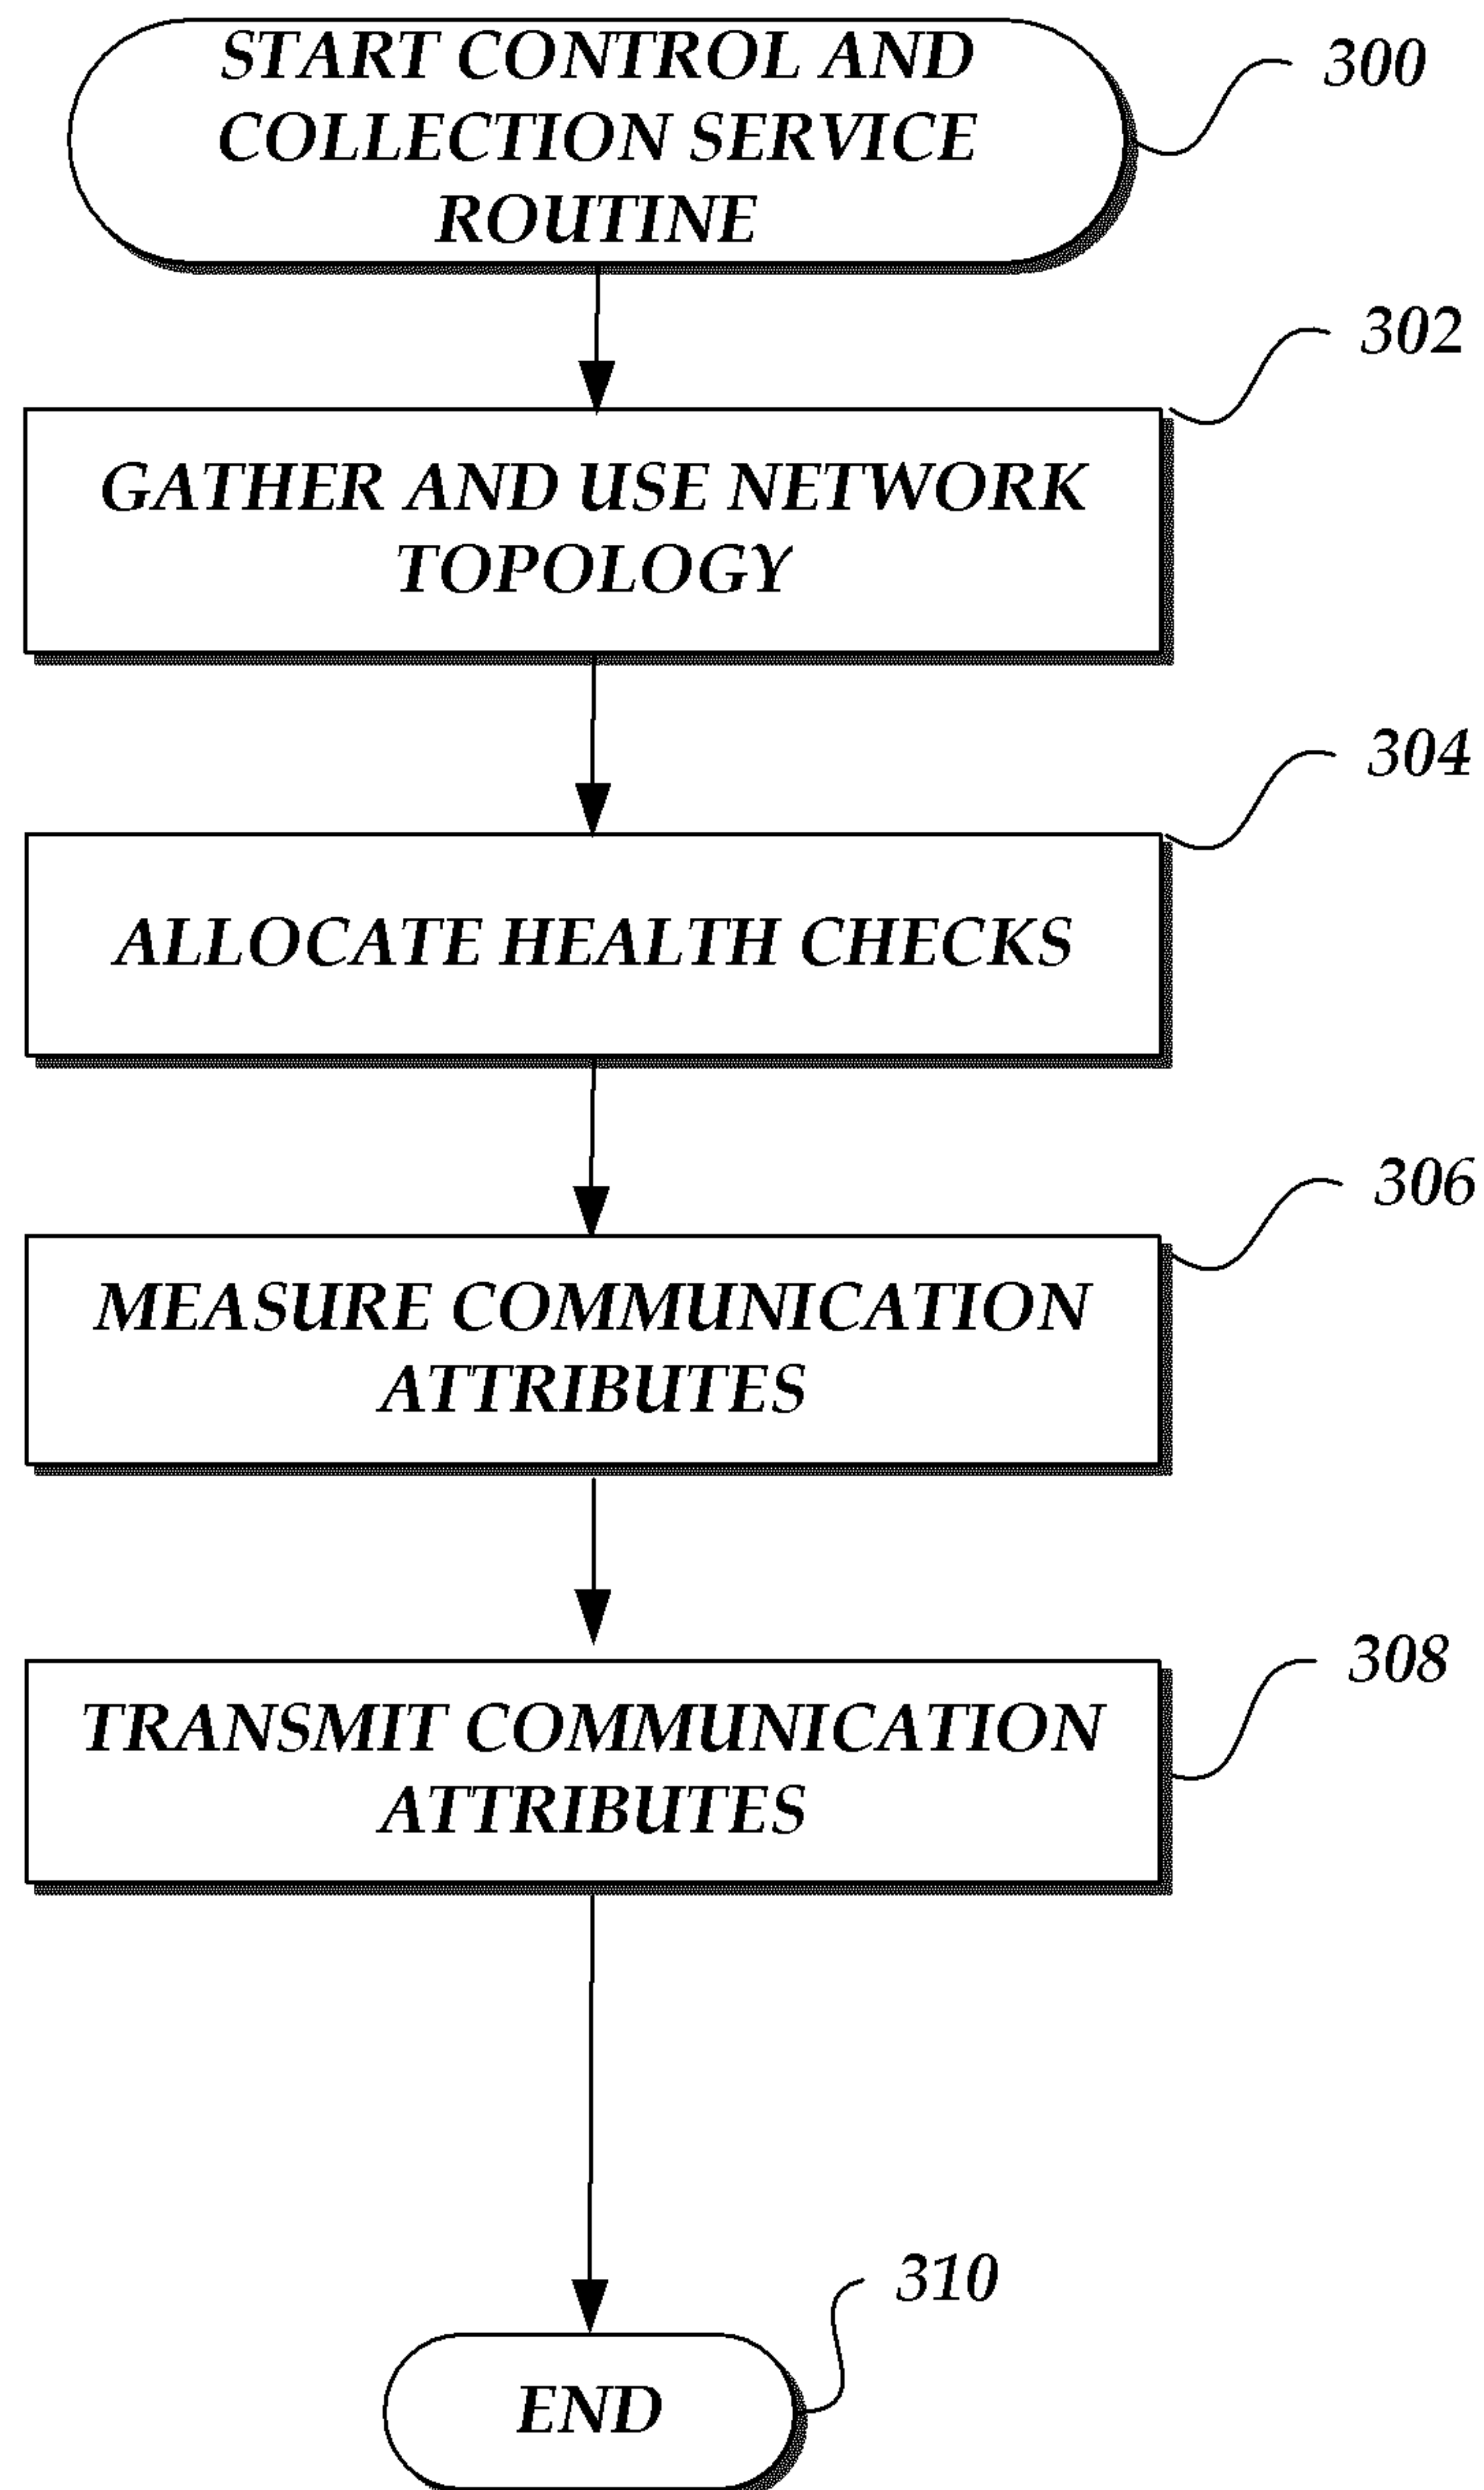 START CONTROL AND
COLLECTION SERVICE
ROUTINE
300
302
GATHER AND USE NETWORK
TOPOLOGY
304
ALLOCATE HEALTH CHECKS
306
MEASURE COMMUNICATION
ATTRIBUTES
308
TRANSMIT COMMUNICATION
ATTRIBUTES
310
END